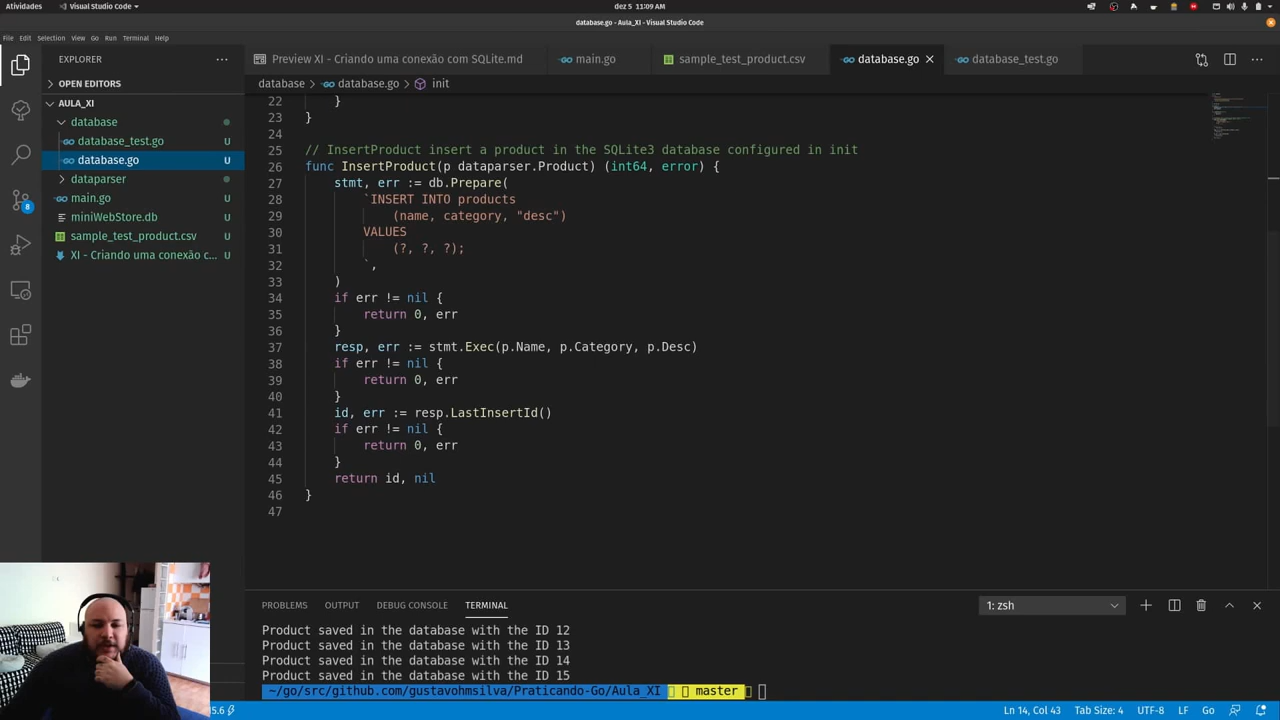 Atividades
Visual Studio Code
dez 5 11:09 AM
database.go - Aula_XI - Visual Studio Code
File Edit Selection View Go Run Terminal Help
EXPLORER
Preview XI - Criando uma conexão com SQLite.md
main.go
sample_test_product.csv
database.go
database_test.go
OPEN EDITORS
AULA_XI
database
database_test.go U
database.go U
dataparser
main.go U
miniWebStore.db U
sample_test_product.csv U
XI - Criando uma conexão c... U
8
database > database.go > init
22 }
23 }
24
25 // InsertProduct insert a product in the SQLite3 database configured in init
26 func InsertProduct(p dataparser.Product) (int64, error) {
27 stmt, err := db.Prepare(
28 `INSERT INTO products
29 (name, category, "desc")
30 VALUES
31 (?, ?, ?);
32 `,
33 )
34 if err != nil {
35 return 0, err
36 }
37 resp, err := stmt.Exec(p.Name, p.Category, p.Desc)
38 if err != nil {
39 return 0, err
40 }
41 id, err := resp.LastInsertId()
42 if err != nil {
43 return 0, err
44 }
45 return id, nil
46 }
47
PROBLEMS OUTPUT DEBUG CONSOLE TERMINAL
1: zsh
Product saved in the database with the ID 12
Product saved in the database with the ID 13
Product saved in the database with the ID 14
Product saved in the database with the ID 15
~/go/src/github.com/gustavohmsilva/Praticando-Go/Aula_XI master
15.6
Ln 14, Col 43 Tab Size: 4 UTF-8 LF Go